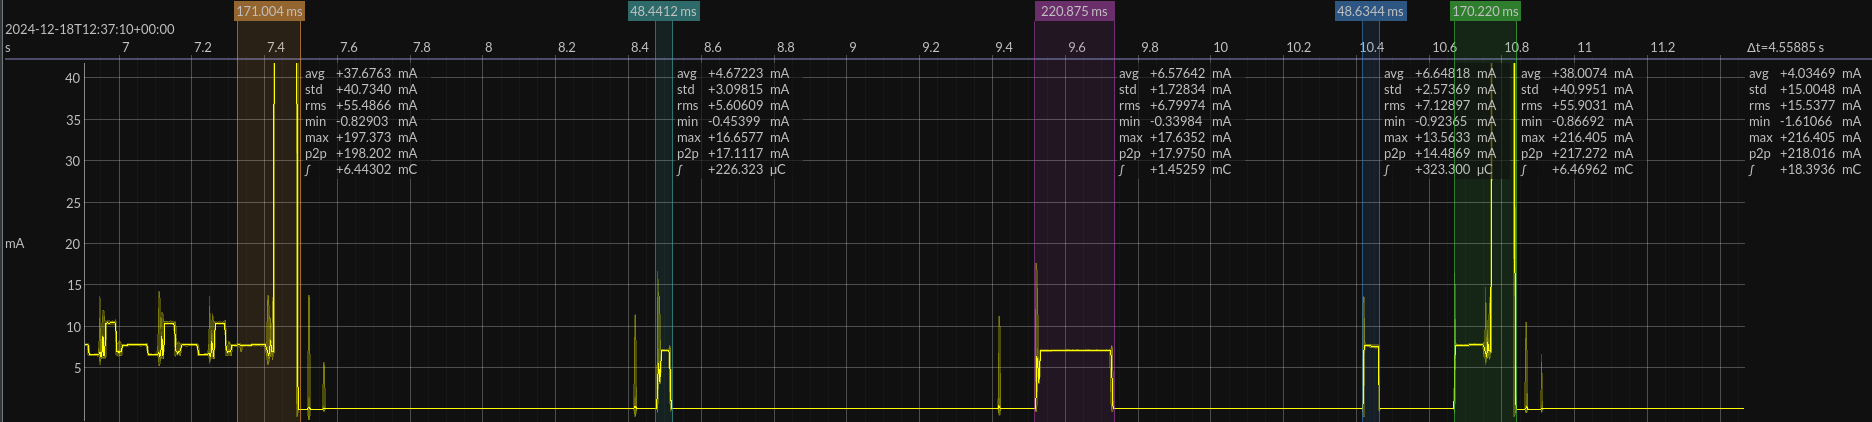 171.004 ms 48.4412 ms 220.875 ms 48.6344 ms 170.220 ms
2024-12-18T12:37:10+00:00
s 7 7.2 7.4 7.6 7.8 8 8.2 8.4 8.6 8.8 9 9.2 9.4 9.6 9.8 10 10.2 10.4 10.6 10.8 11 11.2 Δt=4.55885 s
40
35
30
25
mA 20
15
10
5
avg +37.6763 mA
std +40.7340 mA
rms +55.4866 mA
min -0.82903 mA
max +197.373 mA
p2p +198.202 mA
∫ +6.44302 mC
avg +4.67223 mA
std +3.09815 mA
rms +5.60609 mA
min -0.45399 mA
max +16.6577 mA
p2p +17.1117 mA
∫ +226.323 µC
avg +6.57642 mA
std +1.72834 mA
rms +6.79974 mA
min -0.33984 mA
max +17.6352 mA
p2p +17.9750 mA
∫ +1.45259 mC
avg +6.64818 mA
std +2.57369 mA
rms +7.12897 mA
min -0.92365 mA
max +13.5633 mA
p2p +14.4869 mA
∫ +323.300 µC
avg +38.0074 mA
std +40.9951 mA
rms +55.9031 mA
min -0.86692 mA
max +216.405 mA
p2p +217.272 mA
∫ +6.46962 mC
avg +4.03469 mA
std +15.0048 mA
rms +15.5377 mA
min -1.61066 mA
max +216.405 mA
p2p +218.016 mA
∫ +18.3936 mC